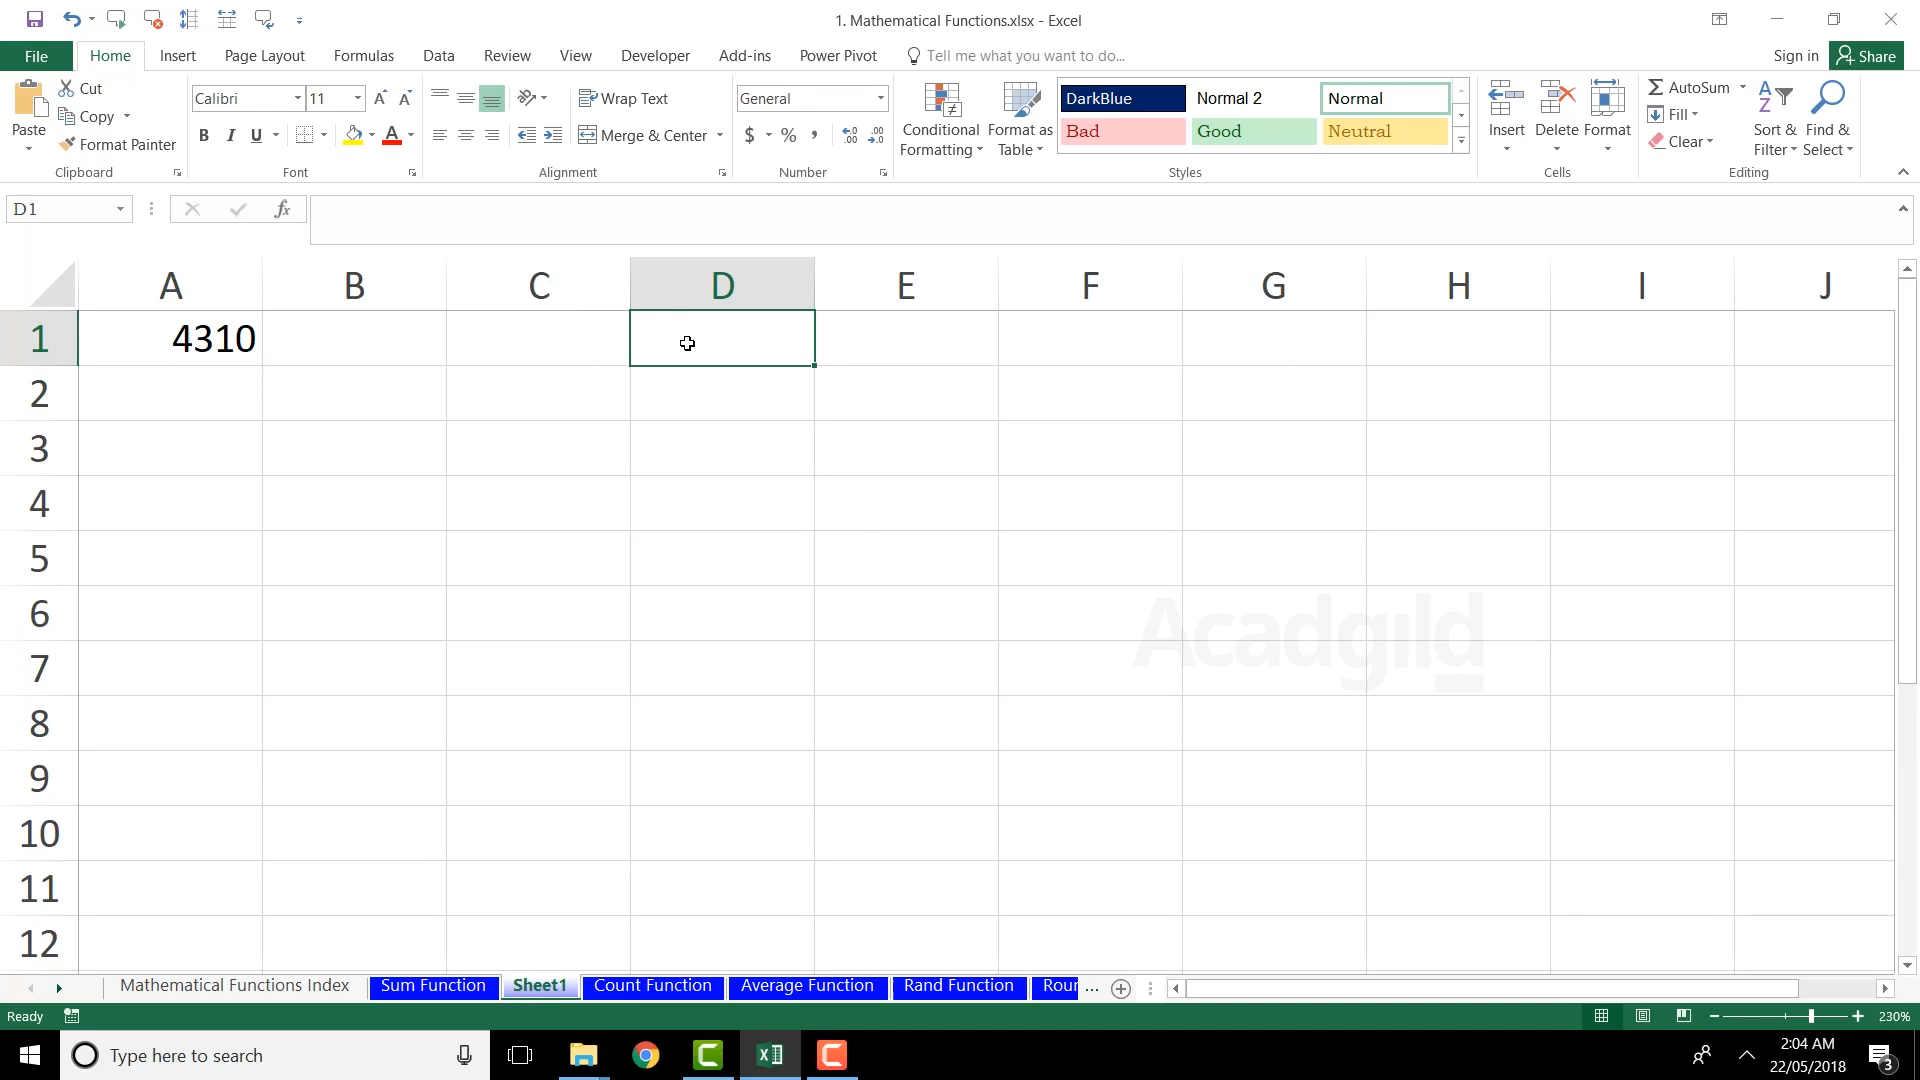 1. Mathematical Functions.xlsx - Excel
File Home Insert Page Layout Formulas Data Review View Developer Add-ins Power Pivot Tell me what you want to do... Sign in Share
Paste Cut Copy Format Painter Clipboard
Calibri 11 B I U A Font
Wrap Text Merge & Center Alignment
General $ % , .00 Number
Conditional Formatting Format as Table
DarkBlue Normal 2 Normal
Bad Good Neutral
Styles
Insert Delete Format Cells
AutoSum Fill Clear Sort & Filter Find & Select Editing
D1 fx
A B C D E F G H I J
1 4310
2
3
4
5
6
Acadgild
7
8
9
10
11
12
Mathematical Functions Index Sum Function Sheet1 Count Function Average Function Rand Function Rour ...
Ready 230%
Type here to search 2:04 AM
22/05/2018 3